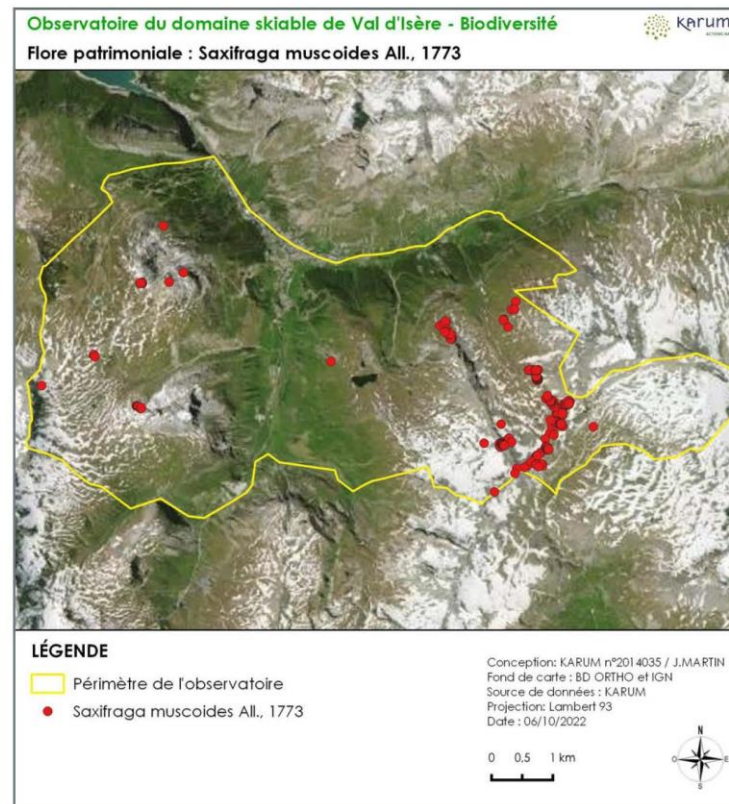 Observatoire du domaine skiable de Val d'Isère - Biodiversité
KARUM
Flore patrimoniale : Saxifraga muscoides All., 1773
LÉGENDE
Périmètre de l'observatoire
Saxifraga muscoides All., 1773
Conception: KARUM n°2014035 / J.MARTIN
Fond de carte : BD ORTHO et IGN
Source de données : KARUM
Projection: Lambert 93
Date : 06/10/2022
0 0,5 1 km
N
O E
S